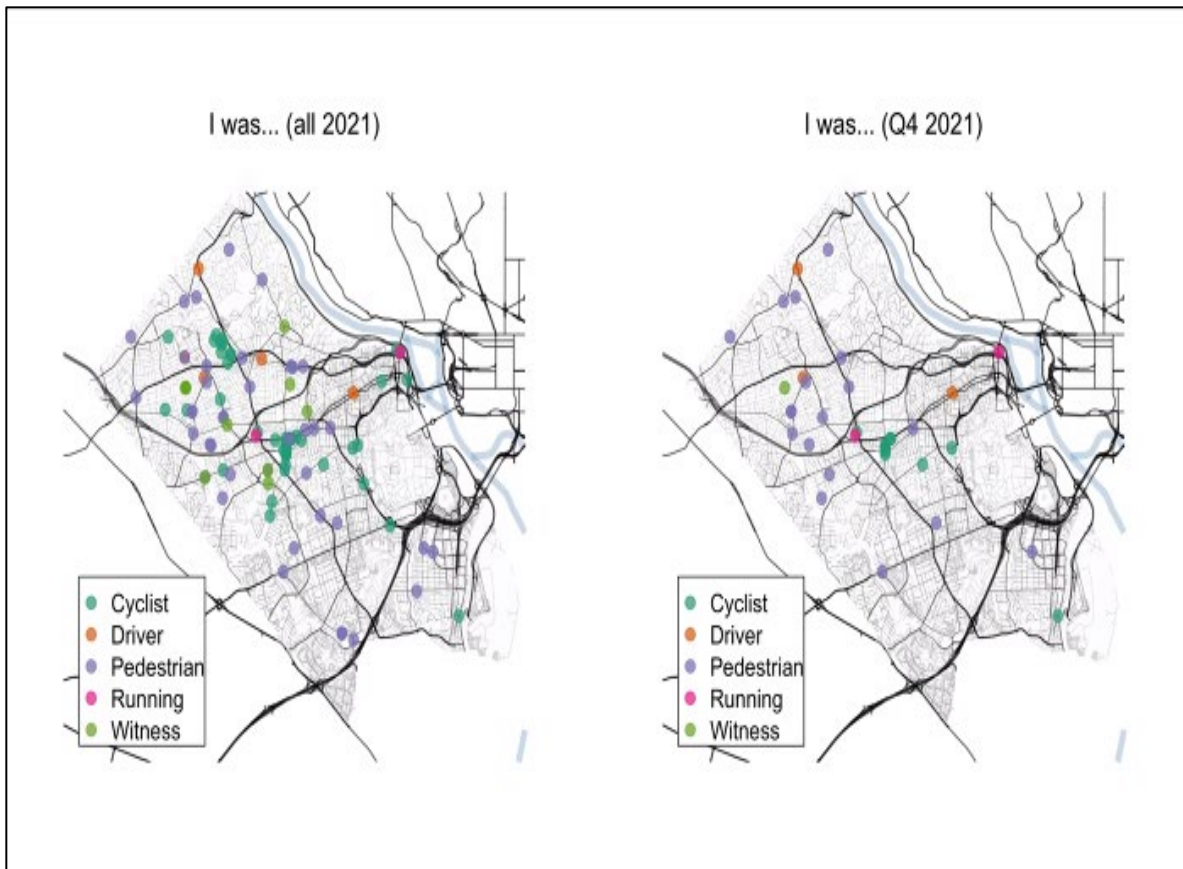 I was... (all 2021)
Cyclist
Driver
Pedestrian
Running
Witness
I was... (Q4 2021)
Cyclist
Driver
Pedestrian
Running
Witness